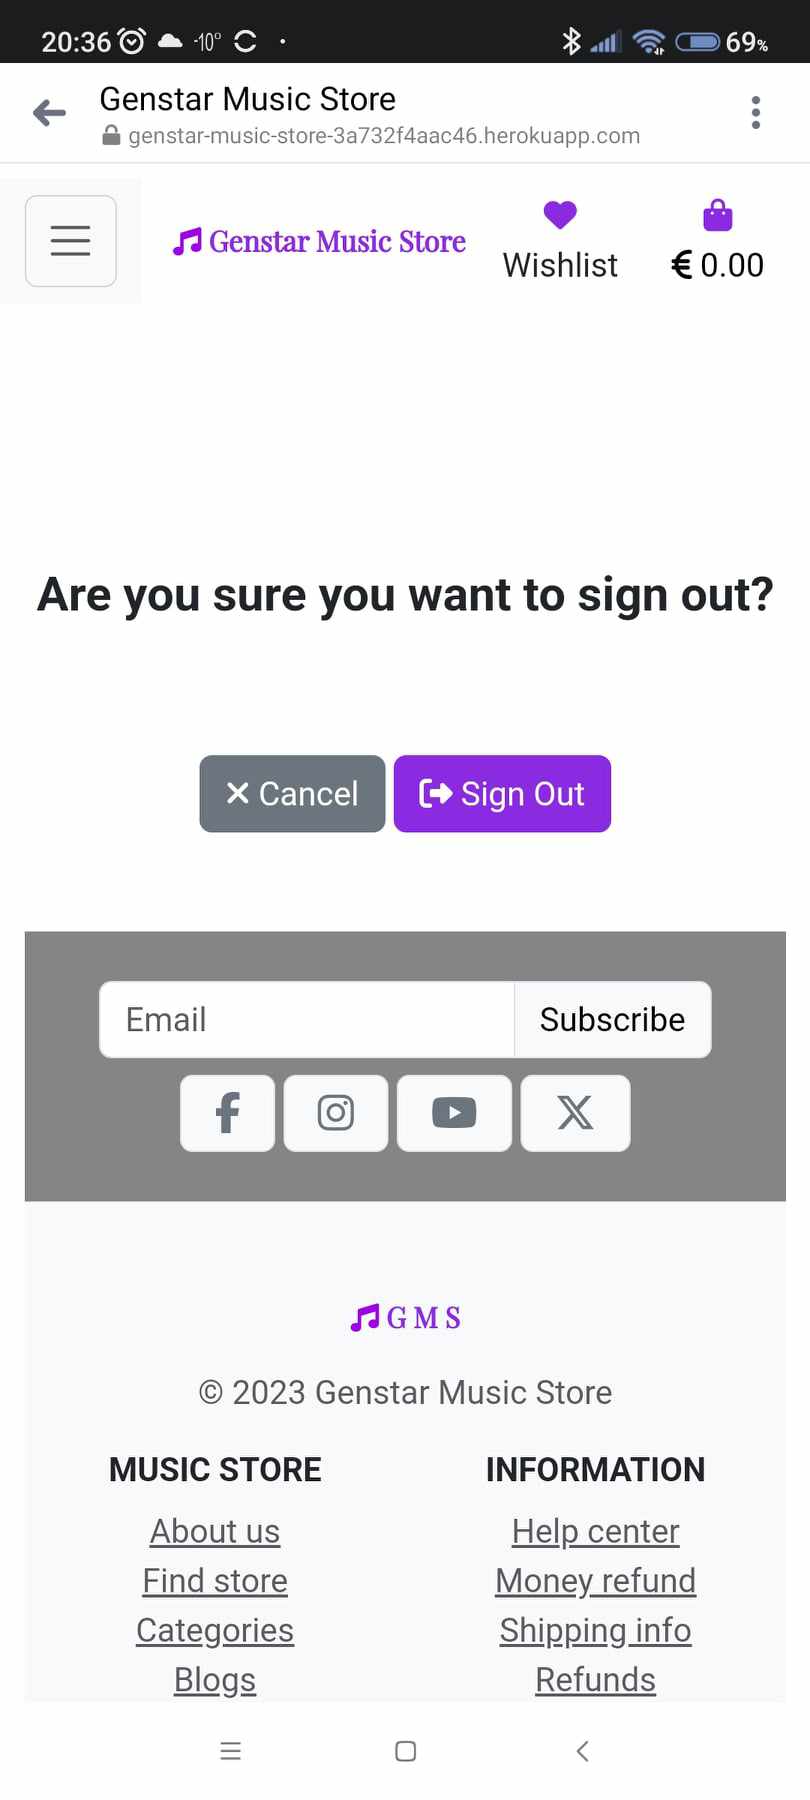 20:36 -10° 69%
Genstar Music Store
genstar-music-store-3a732f4aac46.herokuapp.com
Genstar Music Store
Wishlist
€ 0.00
Are you sure you want to sign out?
Cancel
Sign Out
Email
Subscribe
G M S
© 2023 Genstar Music Store
MUSIC STORE
About us
Find store
Categories
Blogs
INFORMATION
Help center
Money refund
Shipping info
Refunds